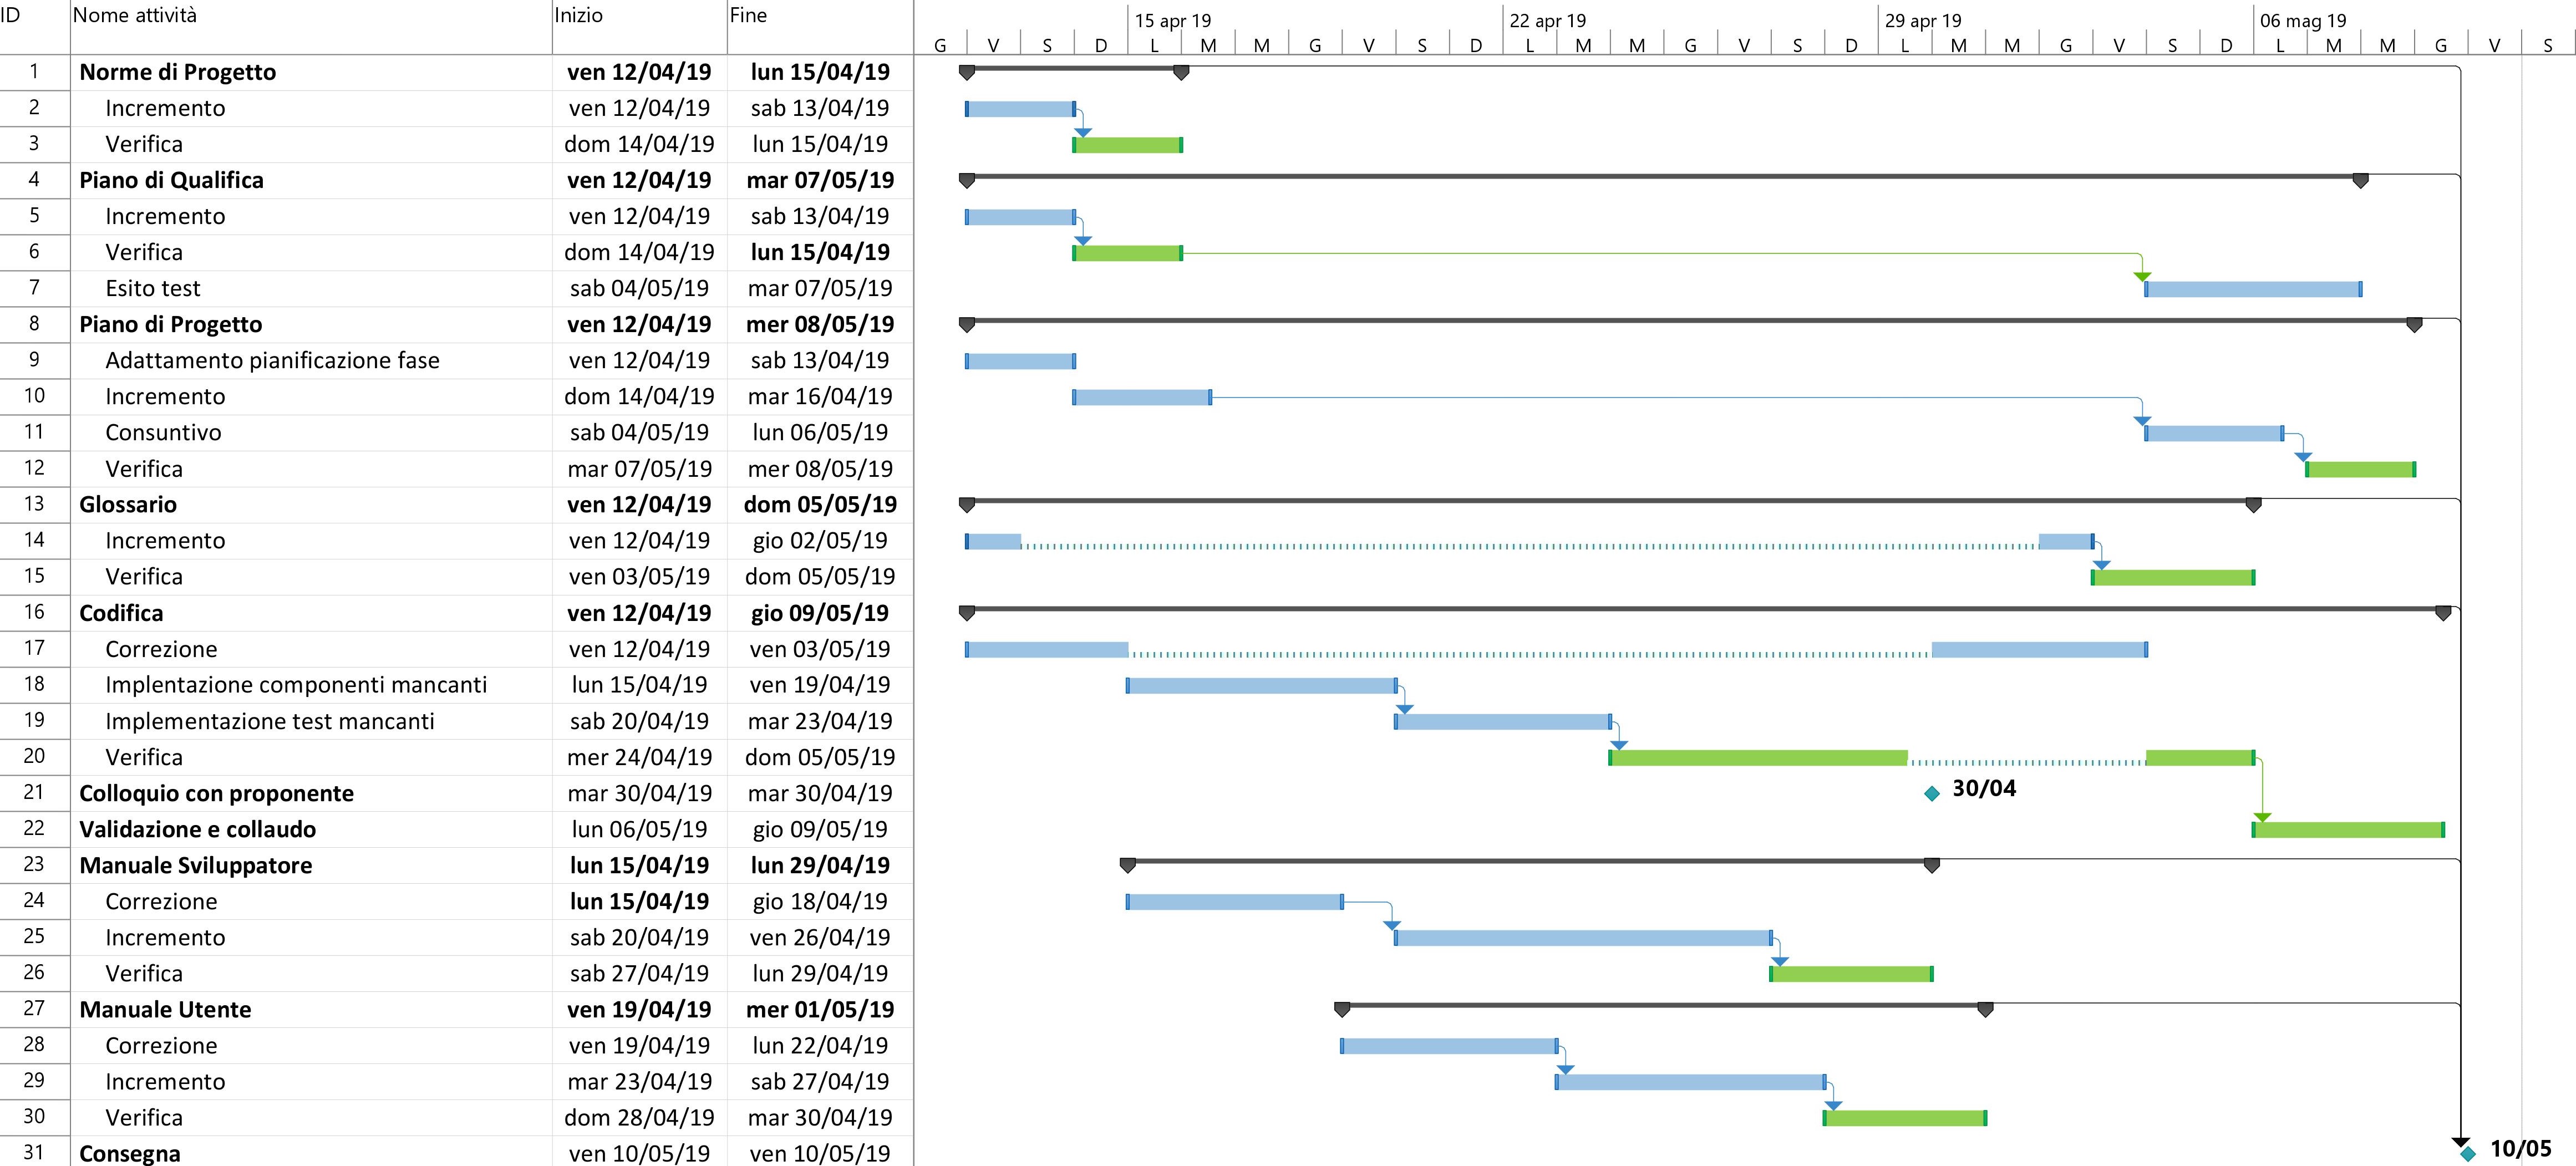 ID Nome attività Inizio Fine 15 apr 19 22 apr 19 29 apr 19 06 mag 19
G V S D L M M G V S D L M M G V S D L M M G V S D L M M G V S
1 Norme di Progetto ven 12/04/19 lun 15/04/19
2 Incremento ven 12/04/19 sab 13/04/19
3 Verifica dom 14/04/19 lun 15/04/19
4 Piano di Qualifica ven 12/04/19 mar 07/05/19
5 Incremento ven 12/04/19 sab 13/04/19
6 Verifica dom 14/04/19 lun 15/04/19
7 Esito test sab 04/05/19 mar 07/05/19
8 Piano di Progetto ven 12/04/19 mer 08/05/19
9 Adattamento pianificazione fase ven 12/04/19 sab 13/04/19
10 Incremento dom 14/04/19 mar 16/04/19
11 Consuntivo sab 04/05/19 lun 06/05/19
12 Verifica mar 07/05/19 mer 08/05/19
13 Glossario ven 12/04/19 dom 05/05/19
14 Incremento ven 12/04/19 gio 02/05/19
15 Verifica ven 03/05/19 dom 05/05/19
16 Codifica ven 12/04/19 gio 09/05/19
17 Correzione ven 12/04/19 ven 03/05/19
18 Implentazione componenti mancanti lun 15/04/19 ven 19/04/19
19 Implementazione test mancanti sab 20/04/19 mar 23/04/19
20 Verifica mer 24/04/19 dom 05/05/19
21 Colloquio con proponente mar 30/04/19 mar 30/04/19 30/04
22 Validazione e collaudo lun 06/05/19 gio 09/05/19
23 Manuale Sviluppatore lun 15/04/19 lun 29/04/19
24 Correzione lun 15/04/19 gio 18/04/19
25 Incremento sab 20/04/19 ven 26/04/19
26 Verifica sab 27/04/19 lun 29/04/19
27 Manuale Utente ven 19/04/19 mer 01/05/19
28 Correzione ven 19/04/19 lun 22/04/19
29 Incremento mar 23/04/19 sab 27/04/19
30 Verifica dom 28/04/19 mar 30/04/19
31 Consegna ven 10/05/19 ven 10/05/19 10/05